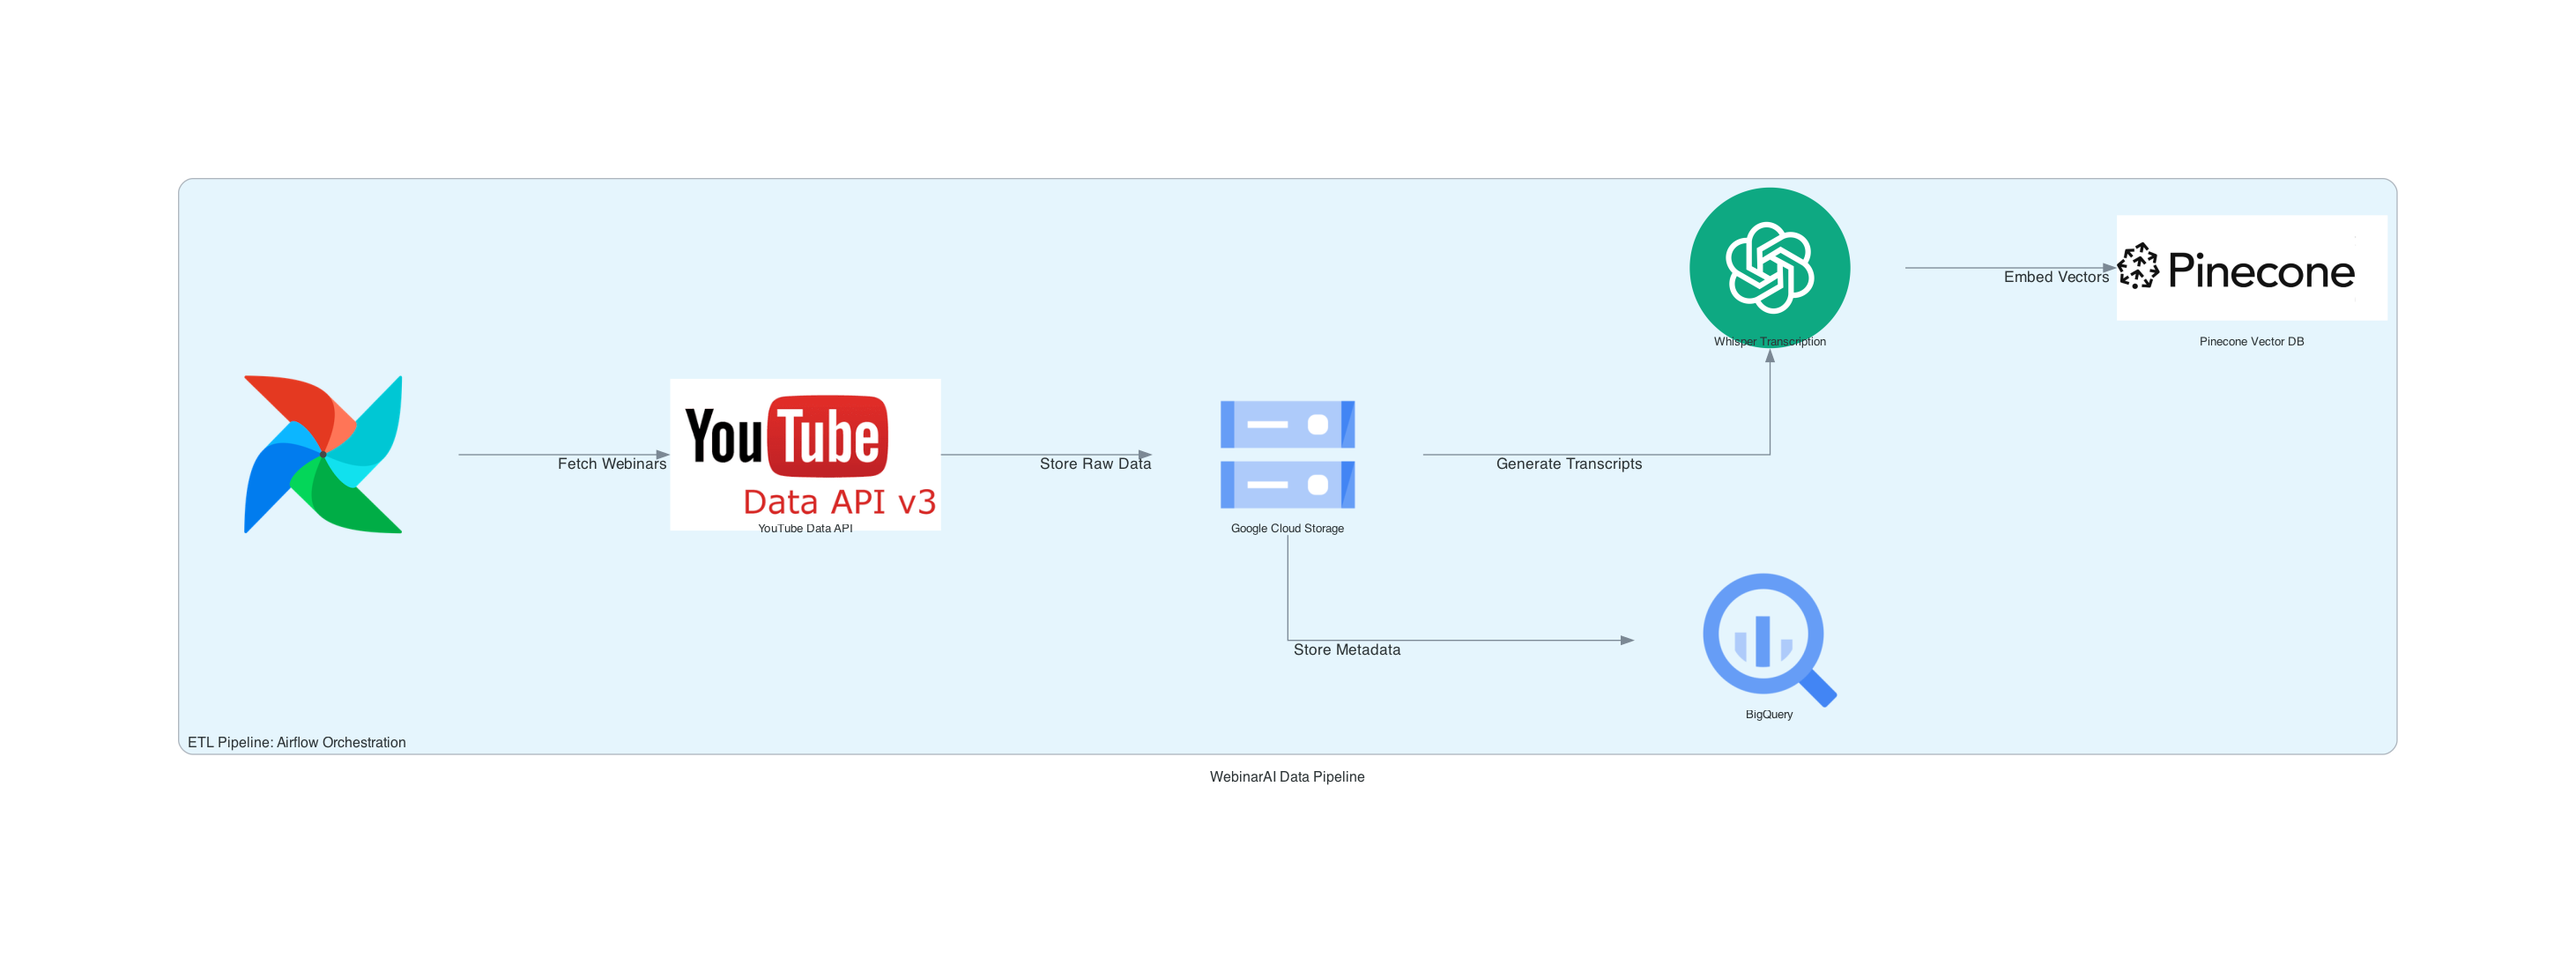 Whisper Transcription
Embed Vectors
Pinecone
Pinecone Vector DB
Fetch Webinars
YouTube
Data API v3
YouTube Data API
Store Raw Data
Google Cloud Storage
Generate Transcripts
Store Metadata
BigQuery
ETL Pipeline: Airflow Orchestration
WebinarAI Data Pipeline